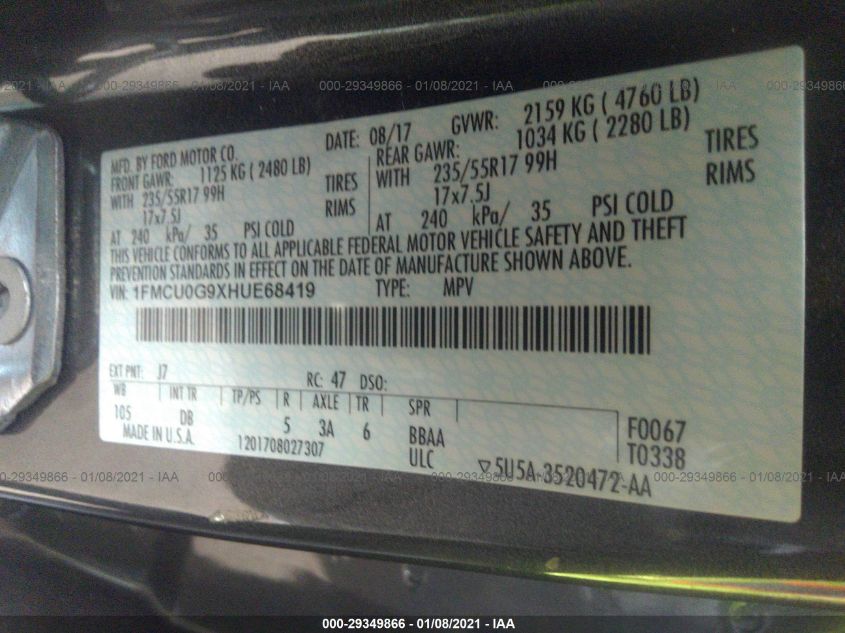 MFD. BY FORD MOTOR CO. DATE: 08/17 GVWR: 2159 KG ( 4760 LB)
FRONT GAWR: 1125 KG ( 2480 LB) REAR GAWR: 1034 KG ( 2280 LB)
WITH 235/55R17 99H TIRES WITH 235/55R17 99H TIRES
17x7.5J RIMS 17x7.5J RIMS
AT 240 kPa/ 35 PSI COLD AT 240 kPa/ 35 PSI COLD
THIS VEHICLE CONFORMS TO ALL APPLICABLE FEDERAL MOTOR VEHICLE SAFETY AND THEFT
PREVENTION STANDARDS IN EFFECT ON THE DATE OF MANUFACTURE SHOWN ABOVE.
VIN: 1FMCU0G9XHUE68419 TYPE: MPV
EXT PNT: J7 RC: 47 DSO:
WB INT TR TP/PS R AXLE TR SPR
105 DB 5 3A 6 BBAA F0067
MADE IN U.S.A. 1201708027307 ULC T0338
▽5U5A-3520472-AA
000-29349866 - 01/08/2021 - IAA